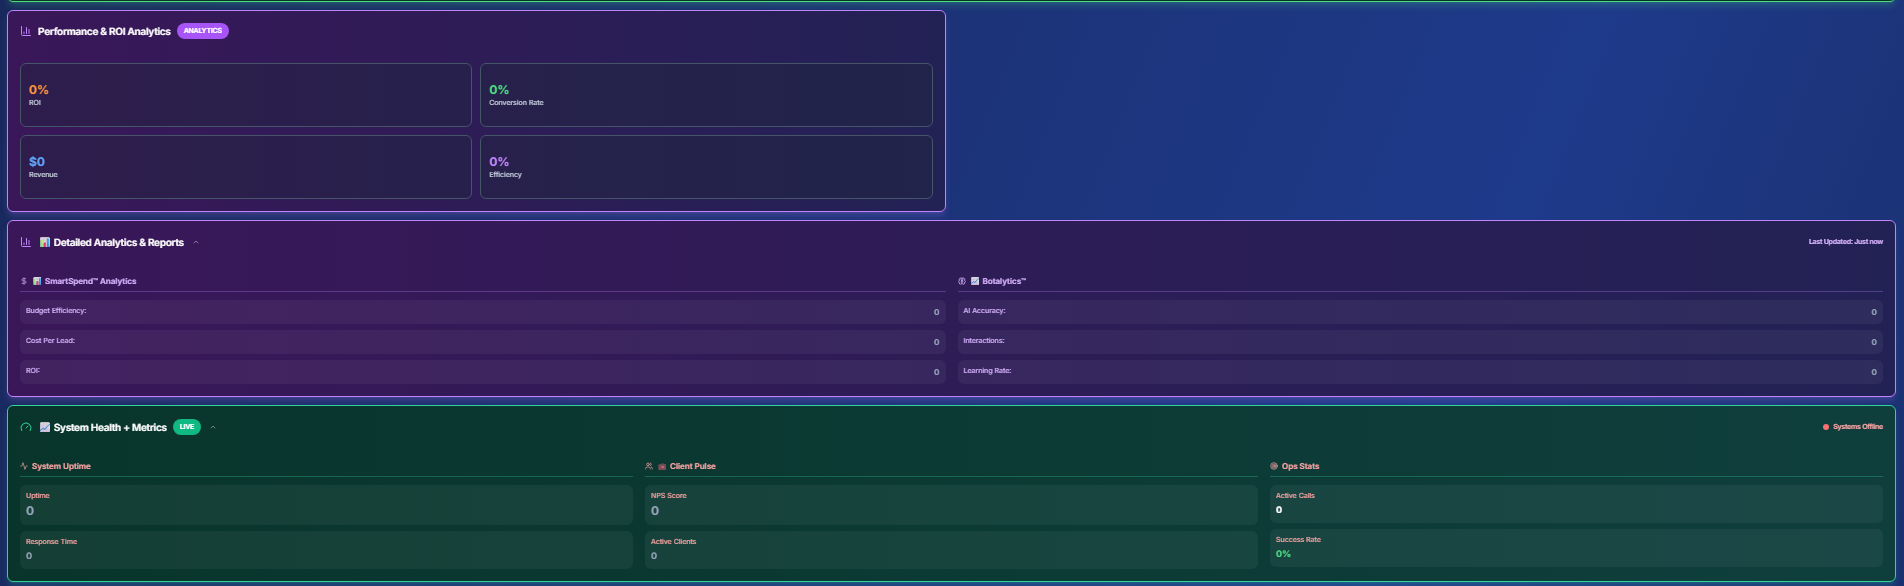 Performance & ROI Analytics ANALYTICS
0%
ROI
0%
Conversion Rate
$0
Revenue
0%
Efficiency
Detailed Analytics & Reports Last Updated: Just now
SmartSpend™ Analytics
Budget Efficiency: 0
Cost Per Lead: 0
ROI: 0
Botalytics™
AI Accuracy: 0
Interactions: 0
Learning Rate: 0
System Health + Metrics LIVE Systems Offline
System Uptime
Uptime
0
Response Time
0
Client Pulse
NPS Score
0
Active Clients
0
Ops Stats
Active Calls
0
Success Rate
0%